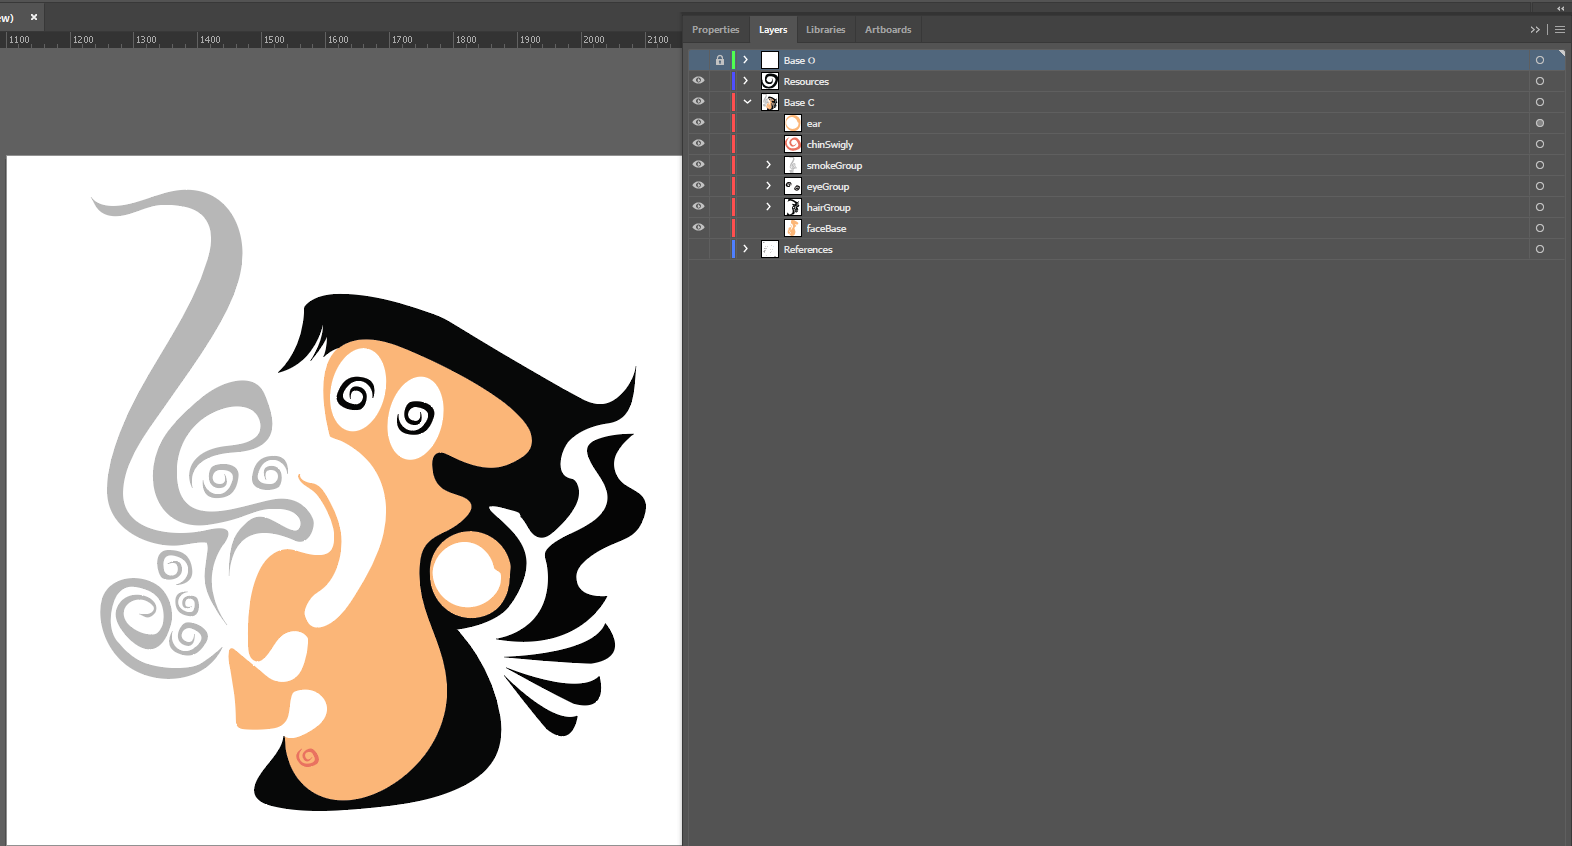 ew)
1100 1200 1300 1400 1500 1600 1700 1800 1900 2000 2100
Properties Layers Libraries Artboards
Base O
Resources
Base C
ear
chinSwigly
smokeGroup
eyeGroup
hairGroup
faceBase
References